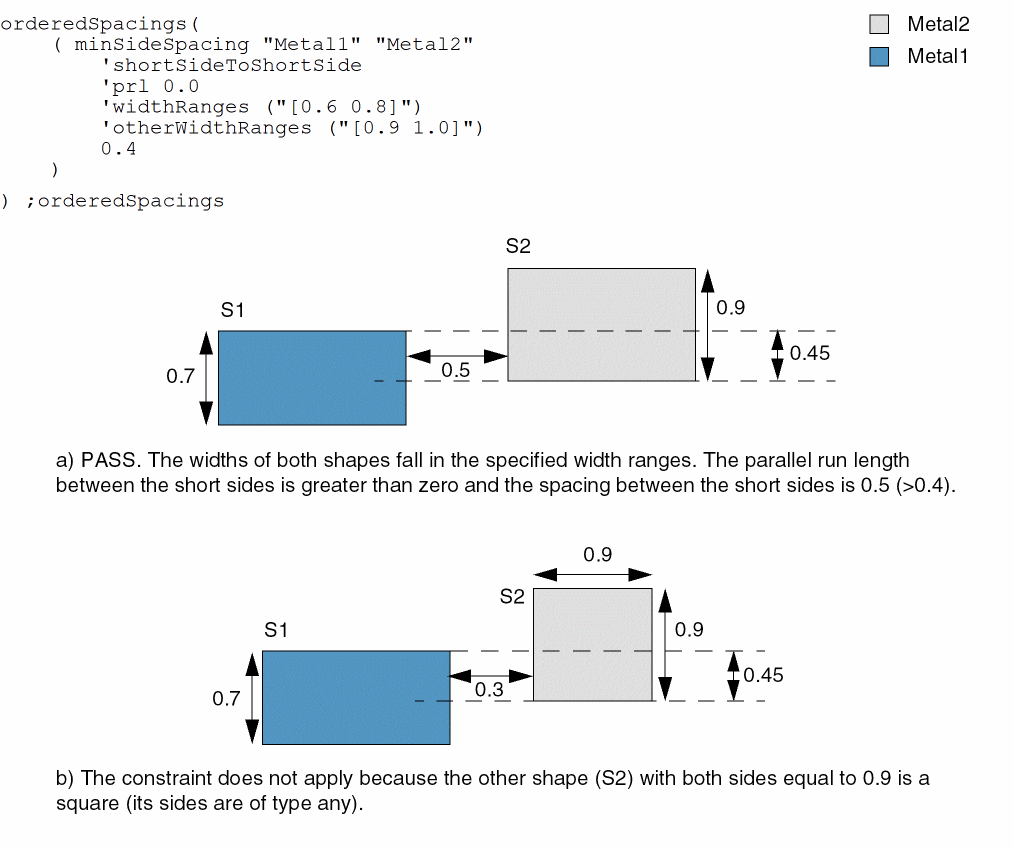 orderedSpacings(
( minSideSpacing "Metal1" "Metal2"
'shortSideToShortSide
'prl 0.0
'widthRanges ("[0.6 0.8]")
'otherWidthRanges ("[0.9 1.0]")
0.4
)
) ;orderedSpacings
Metal2
Metal1
S2
S1
0.9
0.45
0.5
0.7
a) PASS. The widths of both shapes fall in the specified width ranges. The parallel run length
between the short sides is greater than zero and the spacing between the short sides is 0.5 (>0.4).
0.9
S2
S1
0.9
0.45
0.3
0.7
b) The constraint does not apply because the other shape (S2) with both sides equal to 0.9 is a
square (its sides are of type any).